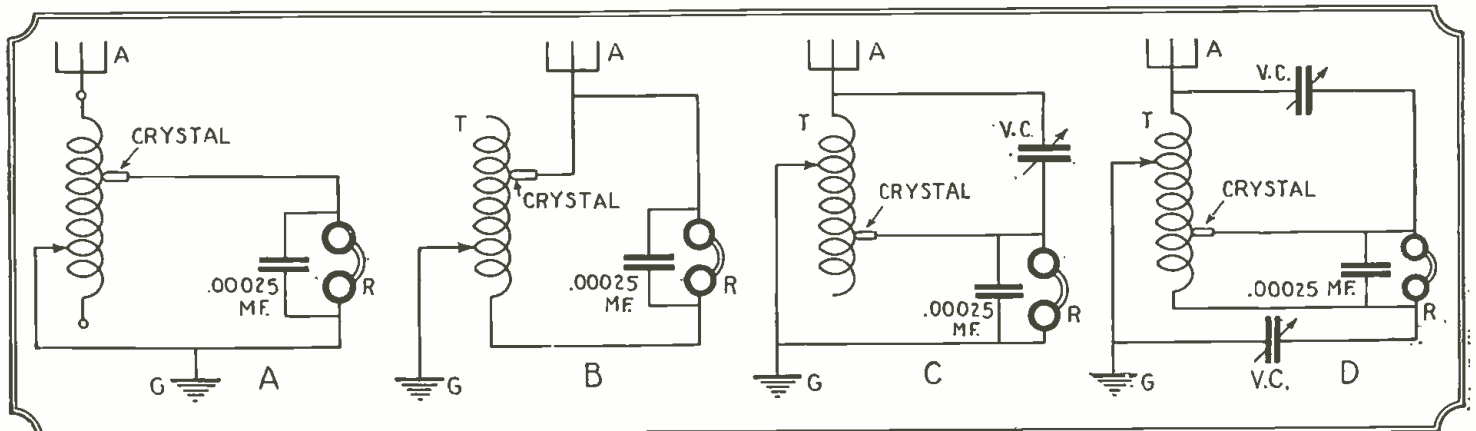 A
CRYSTAL
.00025
MF.
R
G
A
A
T
CRYSTAL
.00025
MF.
R
G
B
A
T
V.C.
CRYSTAL
.00025
MF.
R
G
C
A
V.C.
T
CRYSTAL
.00025 MF.
R.
G
V.C.
D